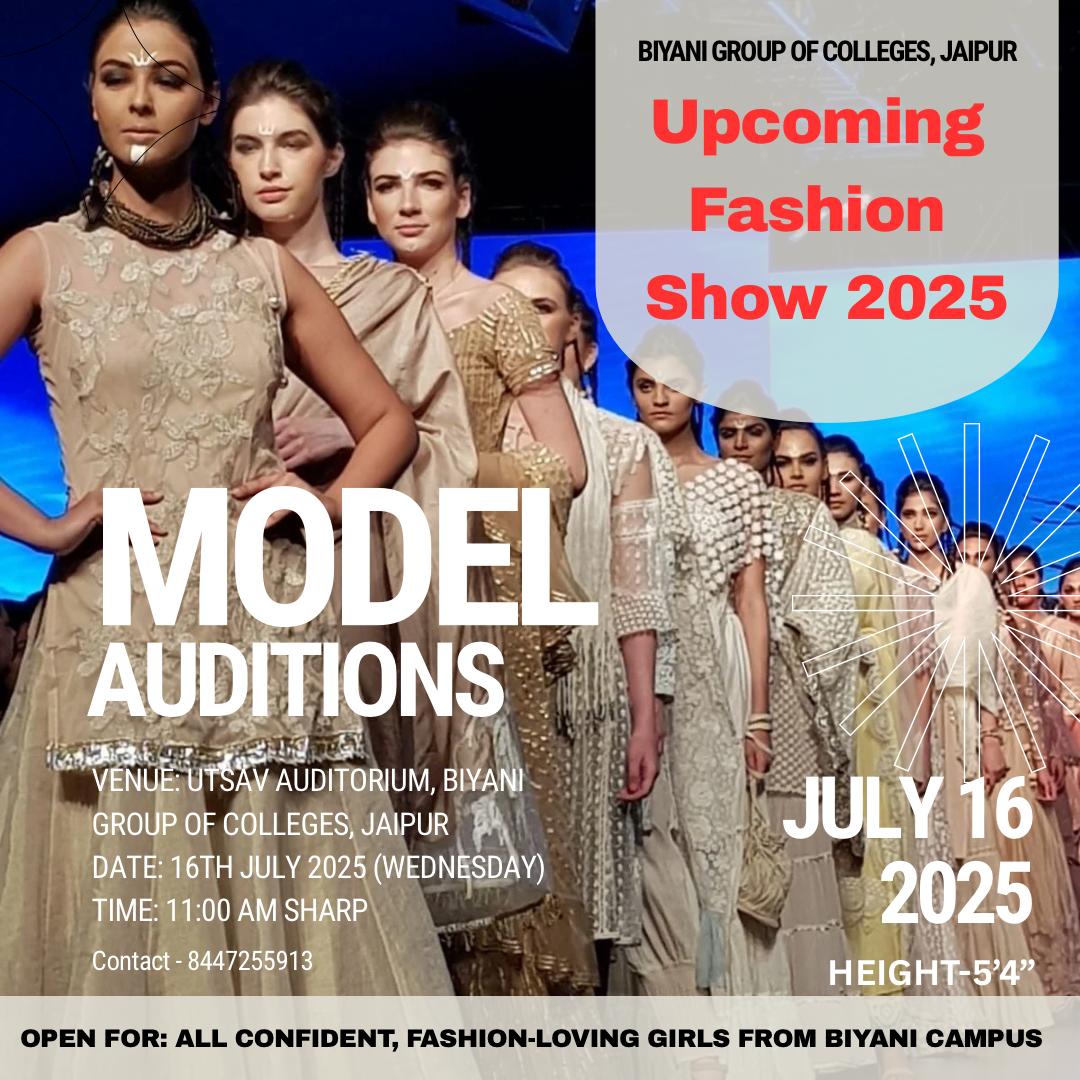 BIYANI GROUP OF COLLEGES, JAIPUR
Upcoming
Fashion
Show 2025
MODEL
AUDITIONS
VENUE: UTSAV AUDITORIUM, BIYANI
GROUP OF COLLEGES, JAIPUR
DATE: 16TH JULY 2025 (WEDNESDAY)
TIME: 11:00 AM SHARP
Contact - 8447255913
JULY 16
2025
HEIGHT-5'4”
OPEN FOR: ALL CONFIDENT, FASHION-LOVING GIRLS FROM BIYANI CAMPUS